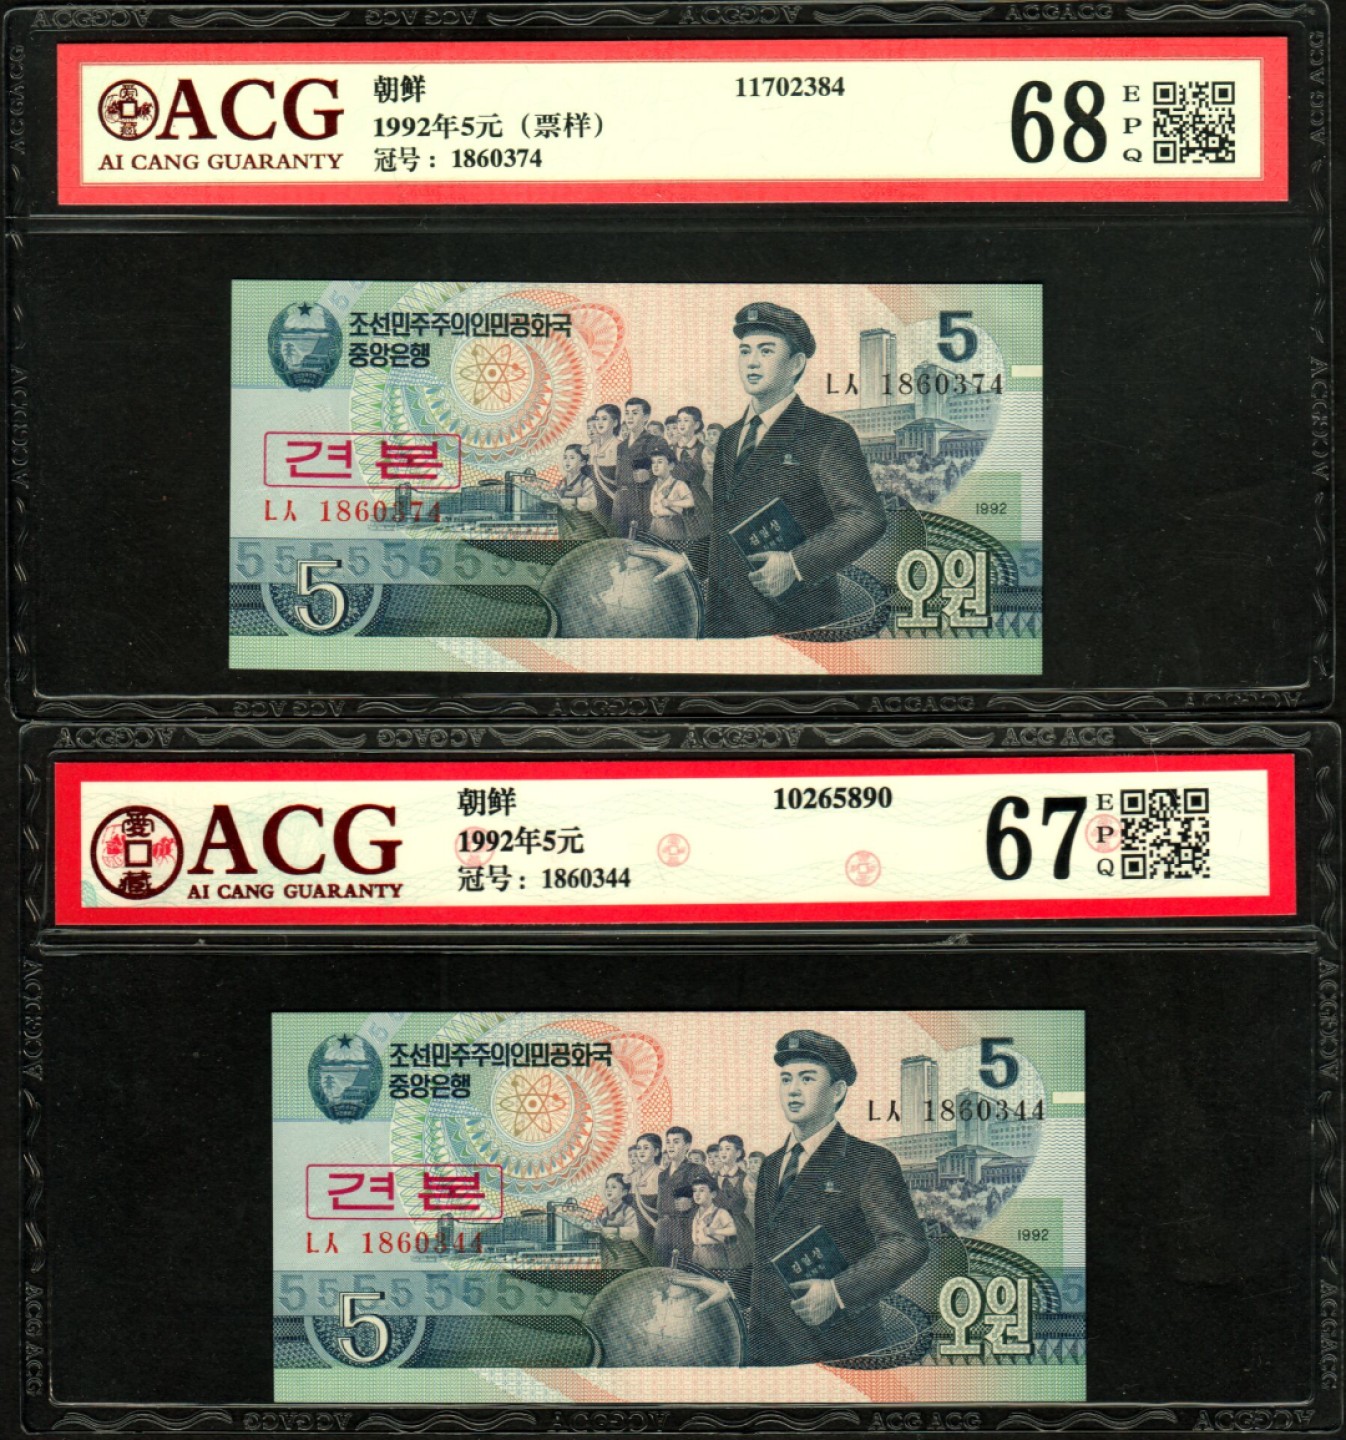 ACG
AI CANG GUARANTY
朝鲜
1992年5元（票样）
冠号：1860374
11702384
68
EPQ
조선민주주의인민공화국
중앙은행
5
ㄴㅅ 1860374
견본
ㄴㅅ 1860374
1992
5
오원
ACG
AI CANG GUARANTY
朝鲜
1992年5元
冠号：1860344
10265890
67
EPQ
조선민주주의인민공화국
중앙은행
5
ㄴㅅ 1860344
견본
ㄴㅅ 1860344
1992
5
오원